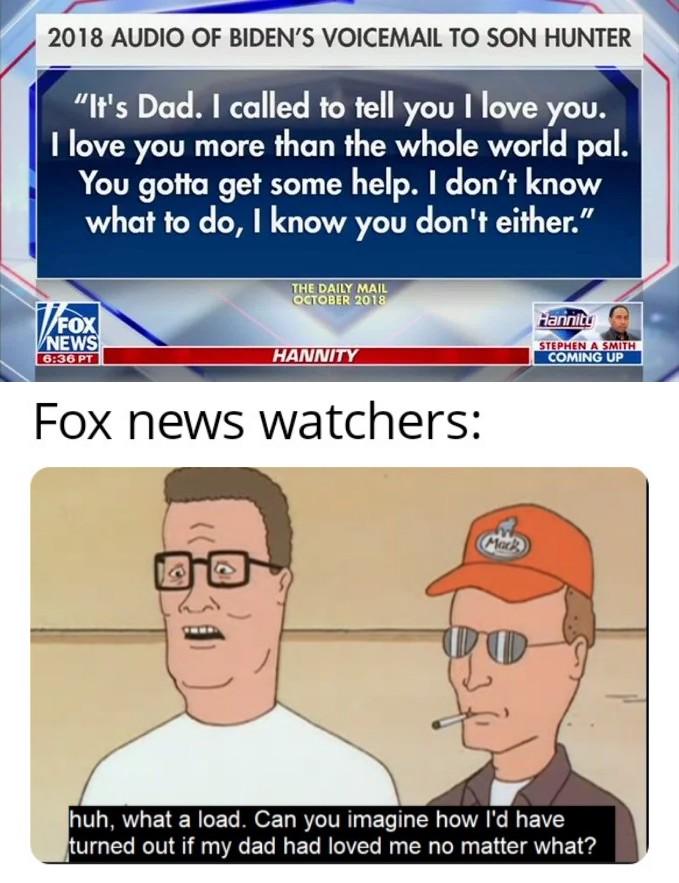 2018 AUDIO OF BIDEN'S VOICEMAIL TO SON HUNTER
“It's Dad. I called to tell you I love you.
I love you more than the whole world pal.
You gotta get some help. I don’t know
what to do, I know you don't either.”
THE DAILY MAIL
OCTOBER 2018
FOX
NEWS
6:36 PT
HANNITY
Hannity
STEPHEN A SMITH
COMING UP
Fox news watchers:
Mack
huh, what a load. Can you imagine how I'd have
turned out if my dad had loved me no matter what?